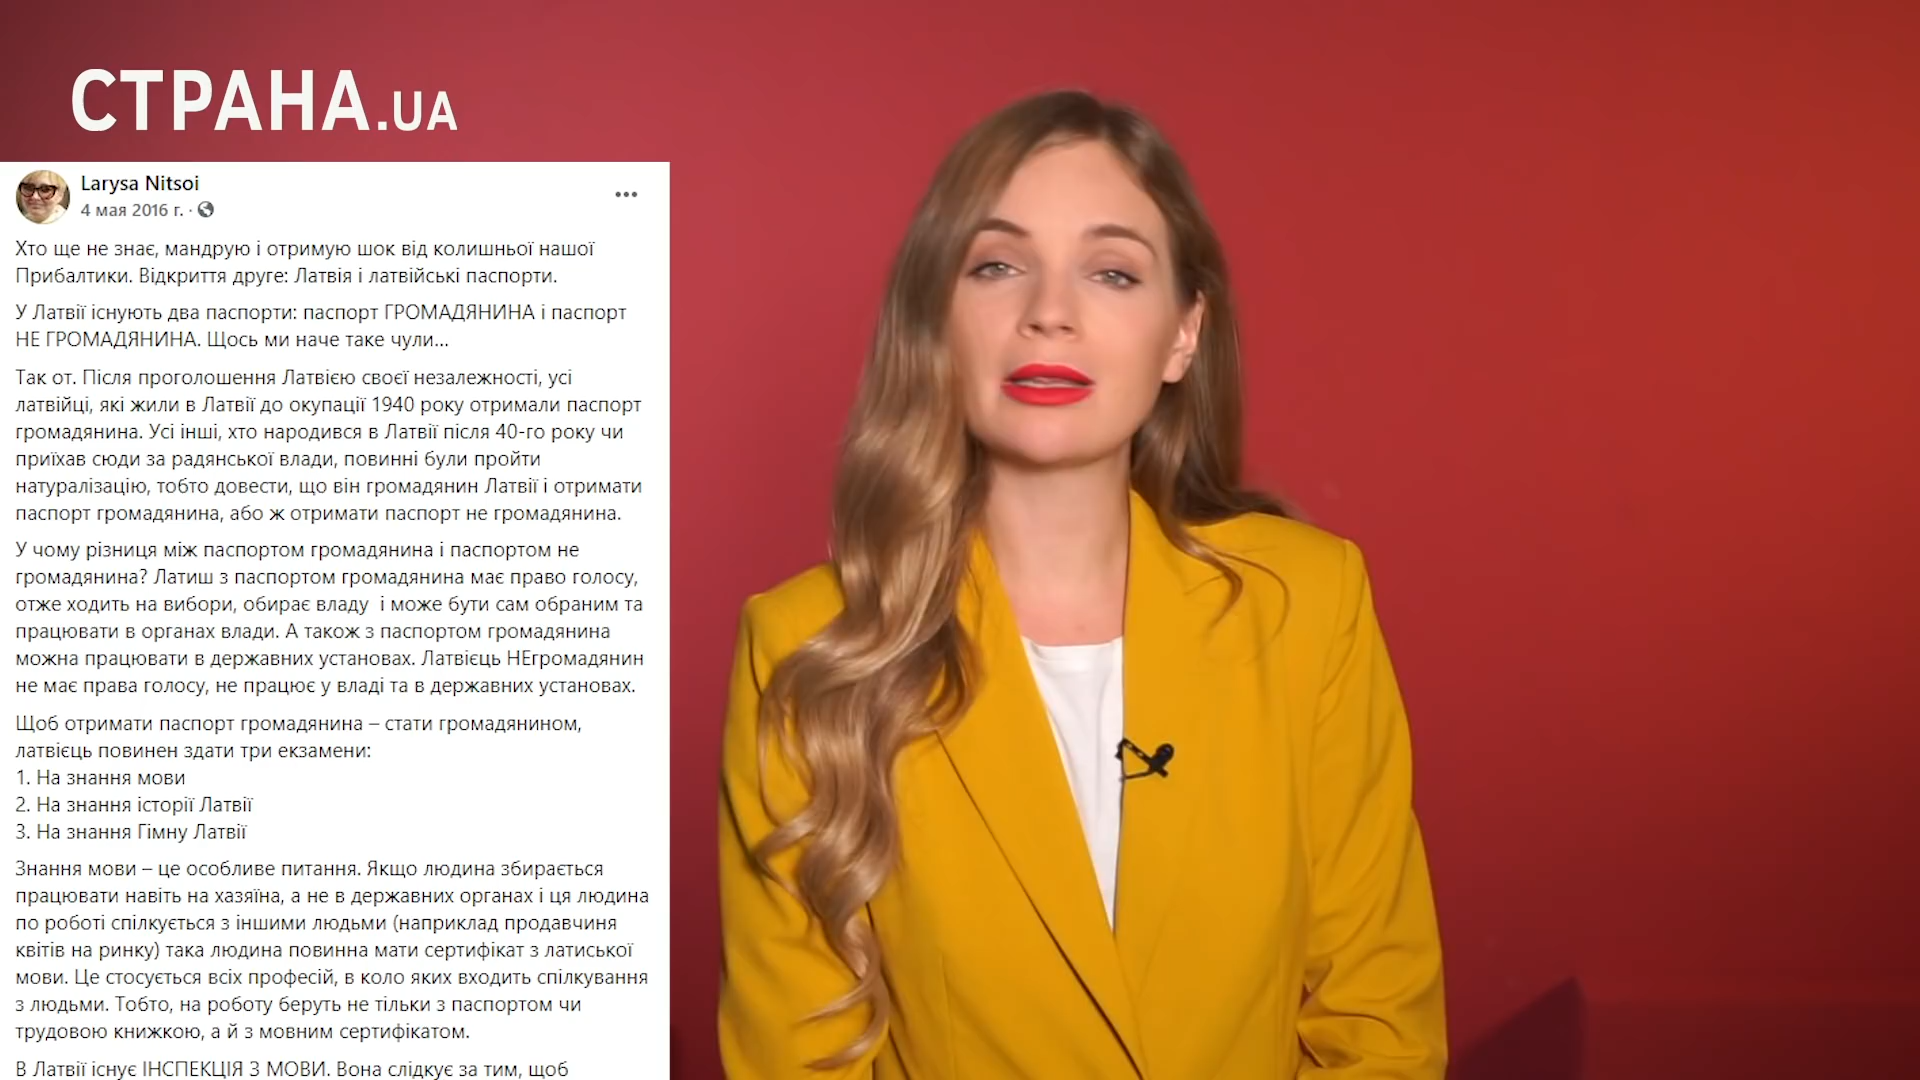 СТРАНА.UA
Larysa Nitsoi
4 мая 2016 г. ·
Хто ще не знає, мандрую і отримую шок від колишньої нашої
Прибалтики. Відкриття друге: Латвія і латвійські паспорти.
У Латвії існують два паспорти: паспорт ГРОМАДЯНИНА і паспорт
НЕ ГРОМАДЯНИНА. Щось ми наче таке чули...
Так от. Після проголошення Латвією своєї незалежності, усі
латвійці, які жили в Латвії до окупації 1940 року отримали паспорт
громадянина. Усі інші, хто народився в Латвії після 40-го року чи
приїхав сюди за радянської влади, повинні були пройти
натуралізацію, тобто довести, що він громадянин Латвії і отримати
паспорт громадянина, або ж отримати паспорт не громадянина.
У чому різниця між паспортом громадянина і паспортом не
громадянина? Латиш з паспортом громадянина має право голосу,
отже ходить на вибори, обирає владу  і може бути сам обраним та
працювати в органах влади. А також з паспортом громадянина
можна працювати в державних установах. Латвієць НЕгромадянин
не має права голосу, не працює у владі та в державних установах.
Щоб отримати паспорт громадянина – стати громадянином,
латвієць повинен здати три екзамени:
1. На знання мови
2. На знання історії Латвії
3. На знання Гімну Латвії
Знання мови – це особливе питання. Якщо людина збирається
працювати навіть на хазяїна, а не в державних органах і ця людина
по роботі спілкується з іншими людьми (наприклад продавчиня
квітів на ринку) така людина повинна мати сертифікат з латиської
мови. Це стосується всіх професій, в коло яких входить спілкування
з людьми. Тобто, на роботу беруть не тільки з паспортом чи
трудовою книжкою, а й з мовним сертифікатом.
В Латвії існує ІНСПЕКЦІЯ З МОВИ. Вона слідкує за тим, щоб